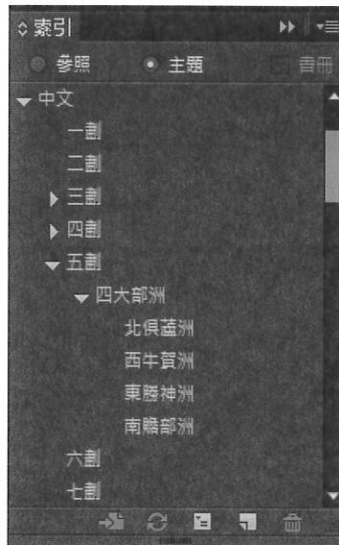 索引
參照 主題 書冊
中文
一劃
二劃
三劃
四劃
五劃
四大部洲
北俱蘆洲
西牛賀洲
東勝神洲
南贍部洲
六劃
七劃